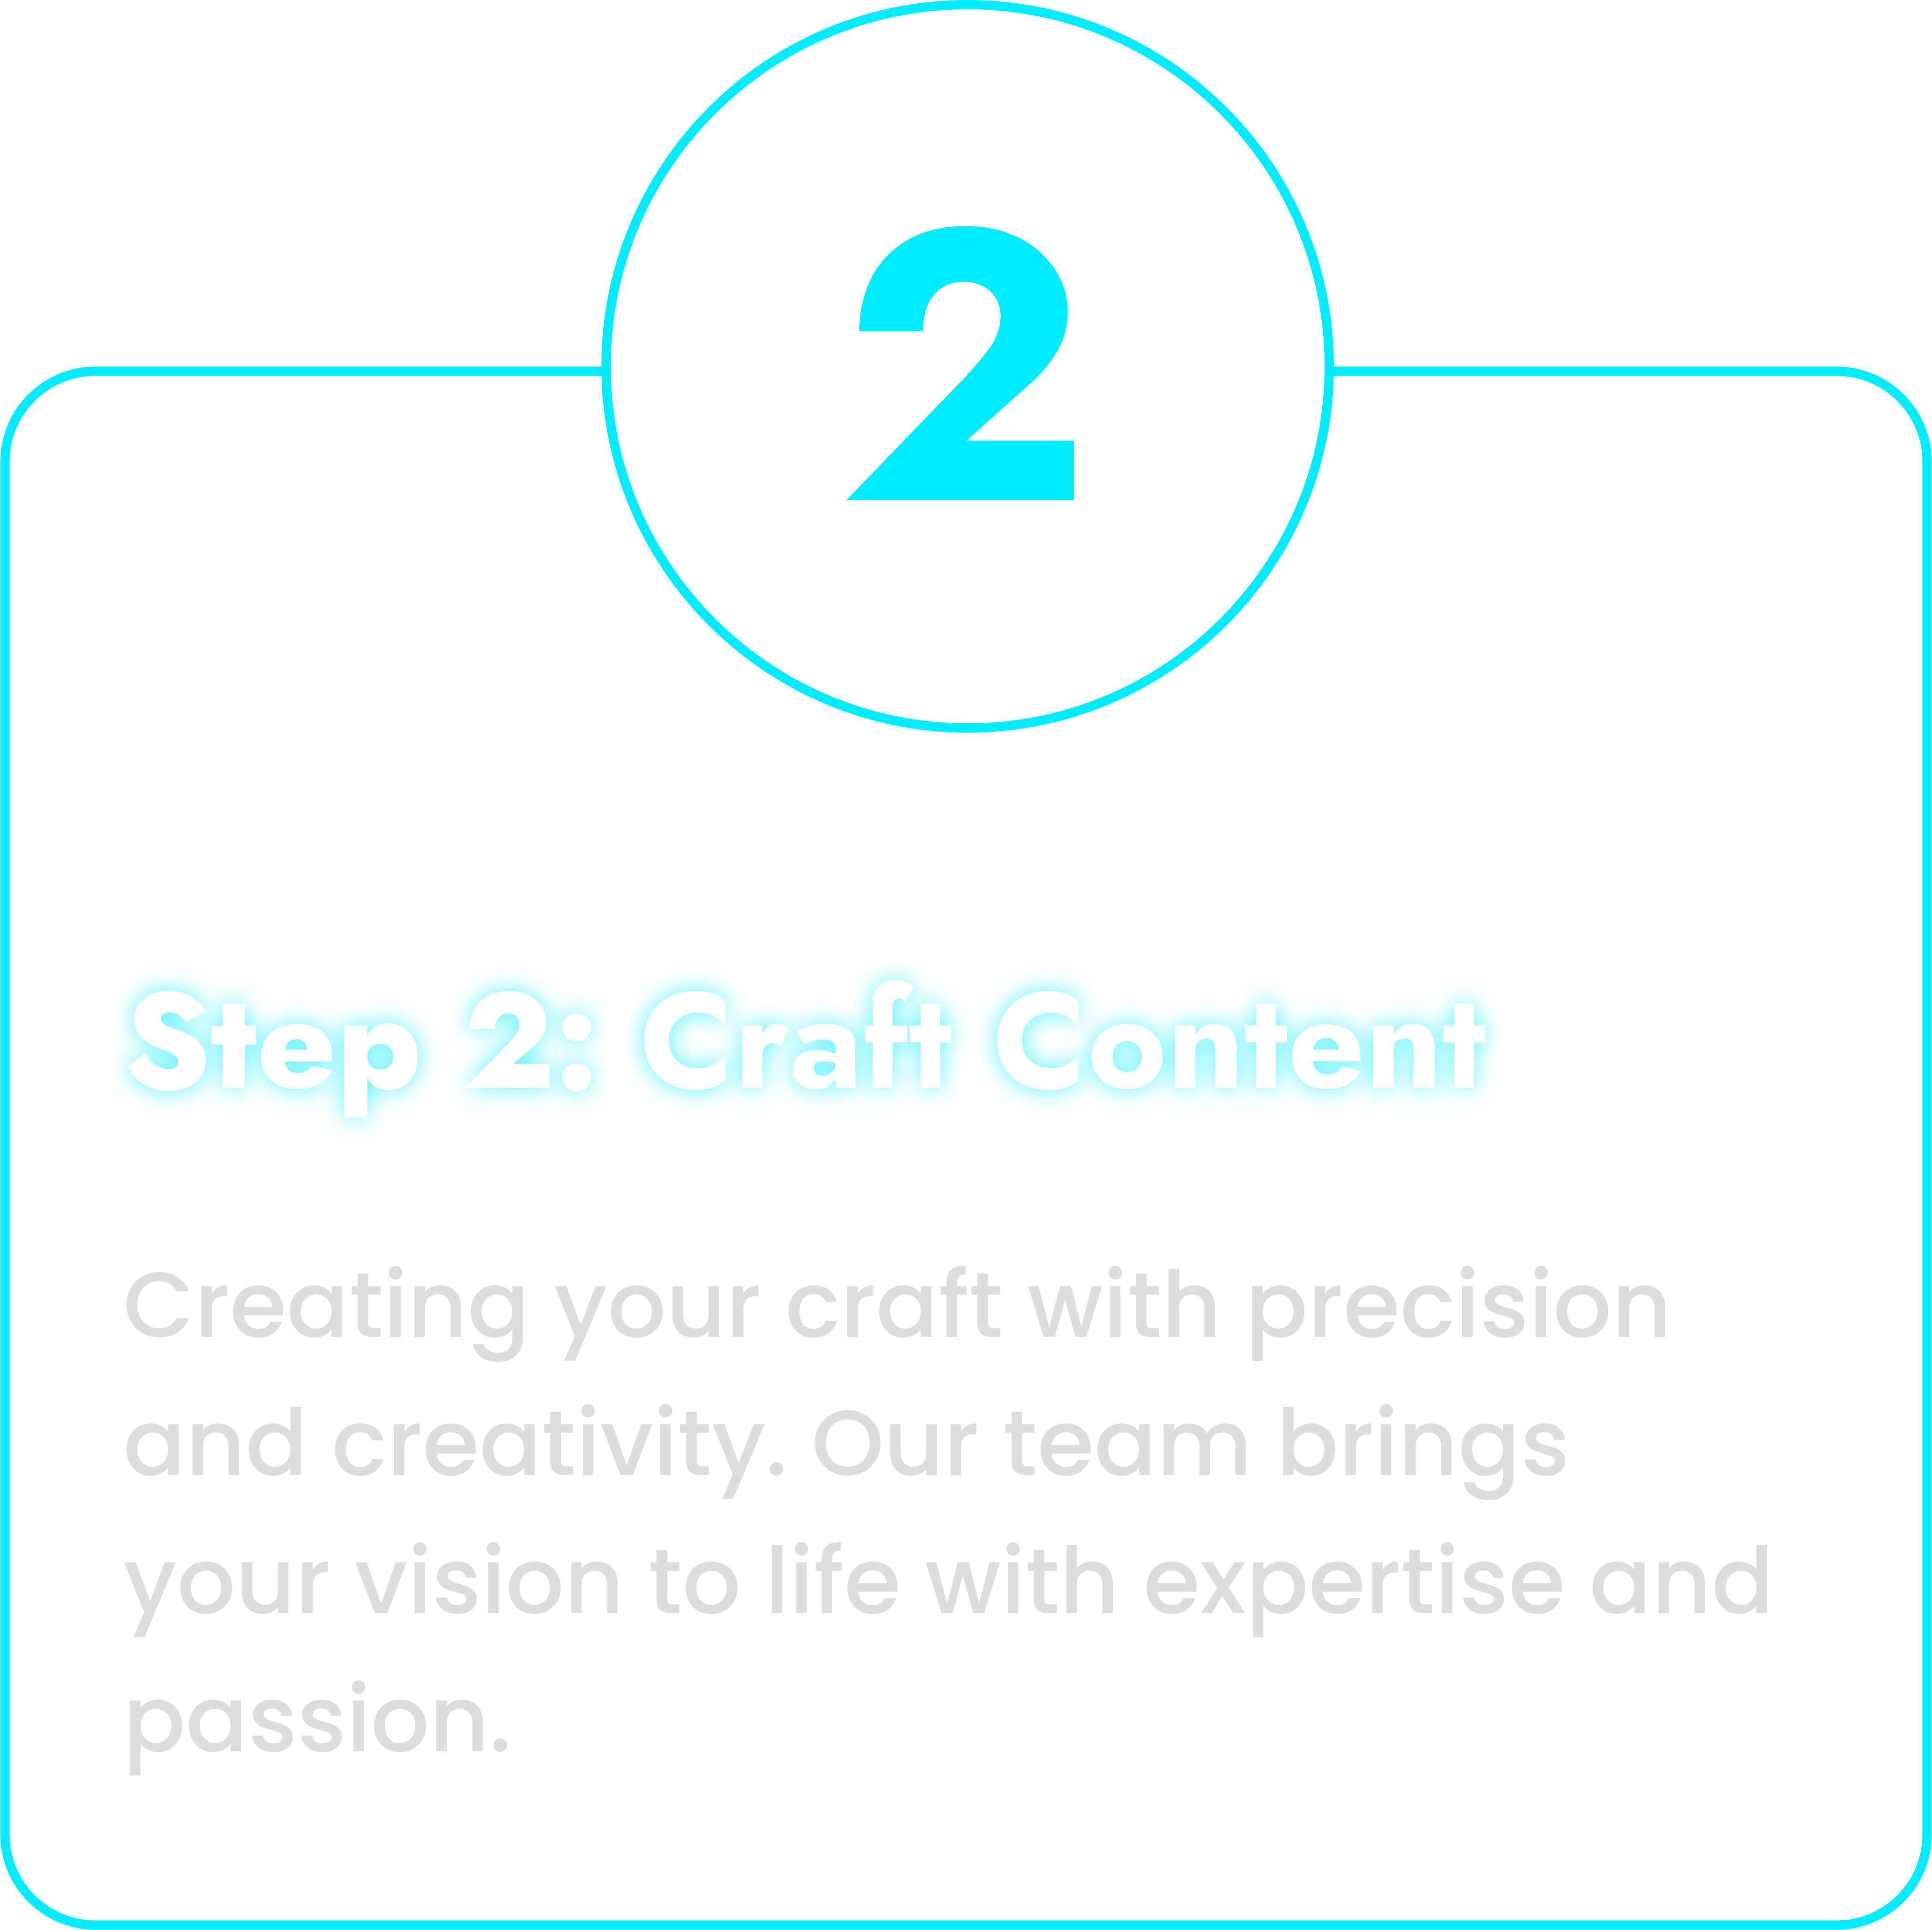 2
Step 2: Craft Content
Creating your craft with precision
and creativity. Our team brings
your vision to life with expertise and
passion.